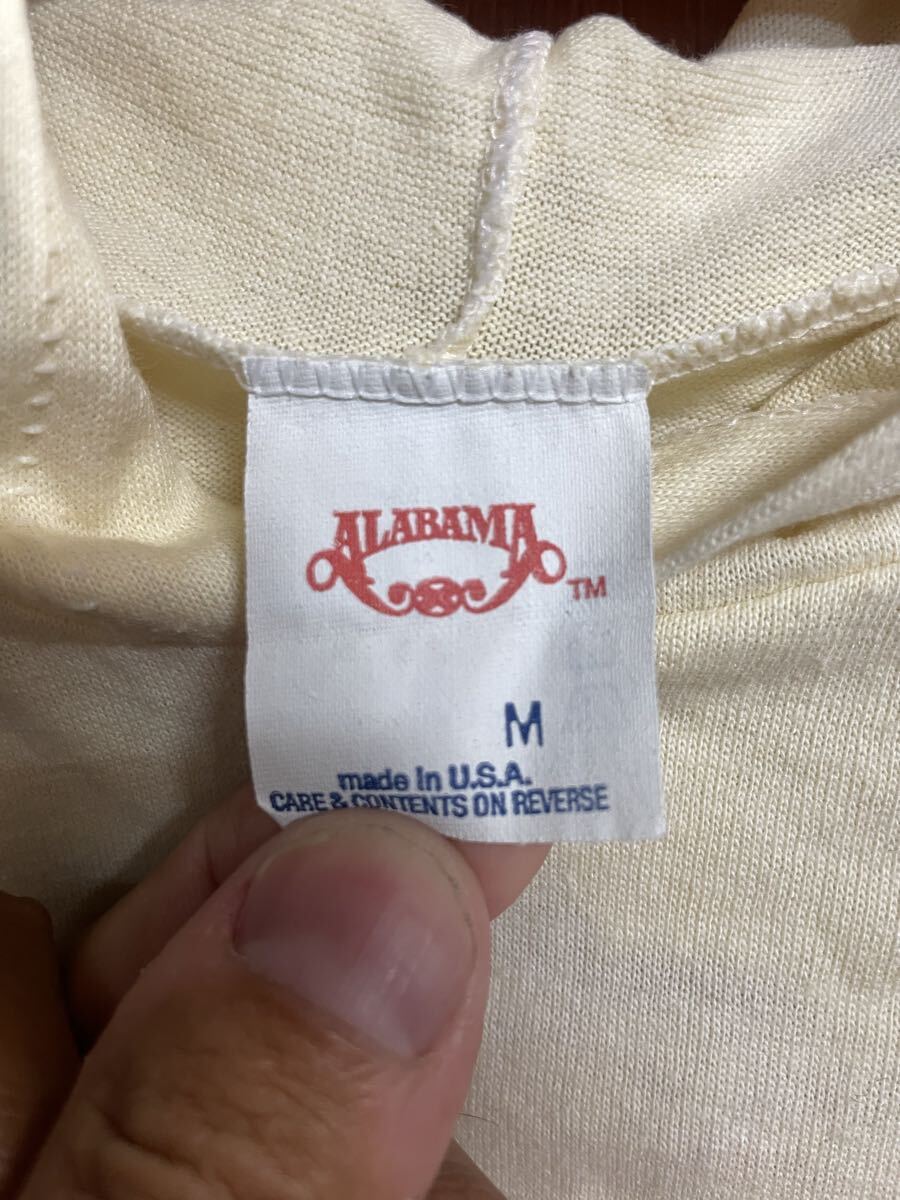 ALABAMA
TM
M
made in U.S.A.
CARE & CONTENTS ON REVERSE